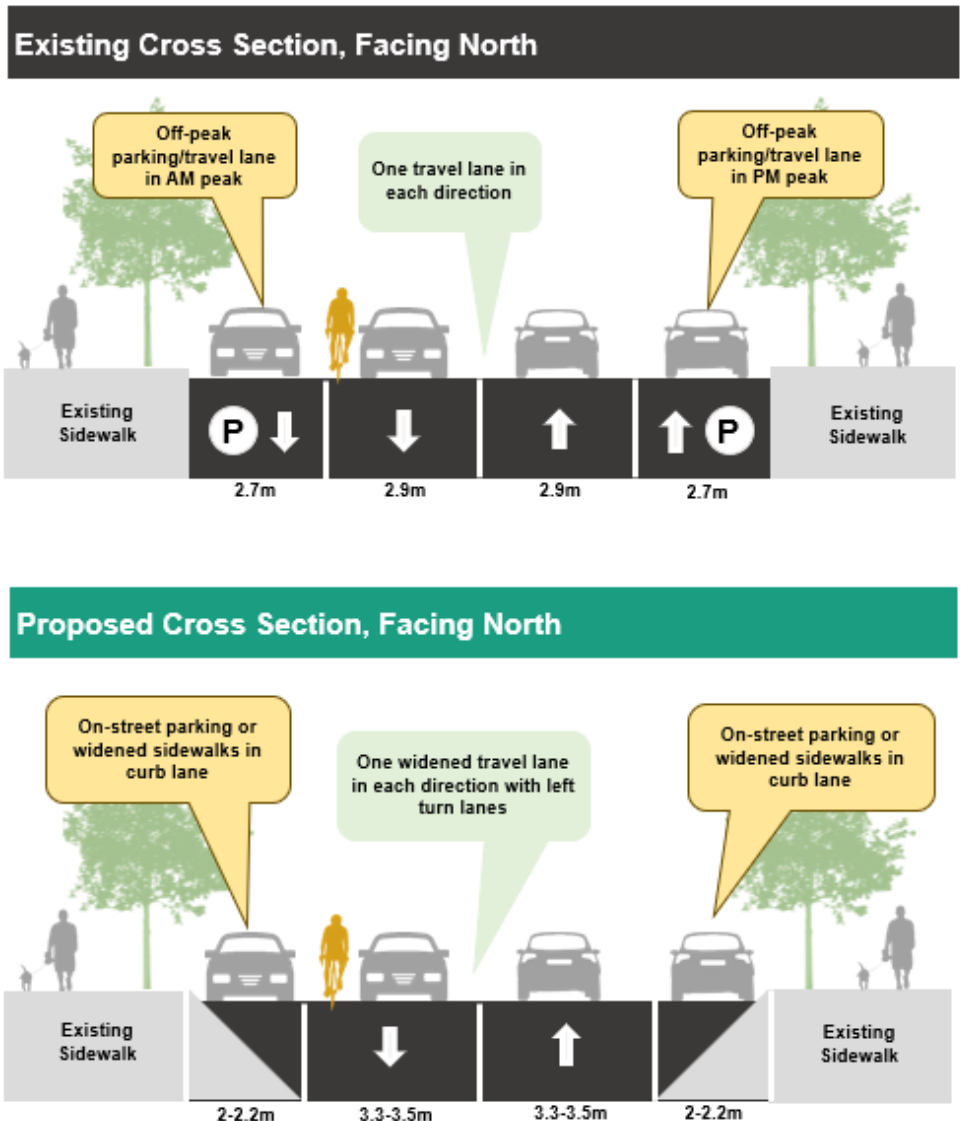 Existing Cross Section, Facing North
Off-peak
parking/travel lane
in AM peak
One travel lane in
each direction
Off-peak
parking/travel lane
in PM peak
Existing
Sidewalk
P
P
Existing
Sidewalk
2.7m
2.9m
2.9m
2.7m
Proposed Cross Section, Facing North
On-street parking or
widened sidewalks in
curb lane
One widened travel lane
in each direction with left
turn lanes
On-street parking or
widened sidewalks in
curb lane
Existing
Sidewalk
Existing
Sidewalk
2-2.2m
3.3-3.5m
3.3-3.5m
2-2.2m